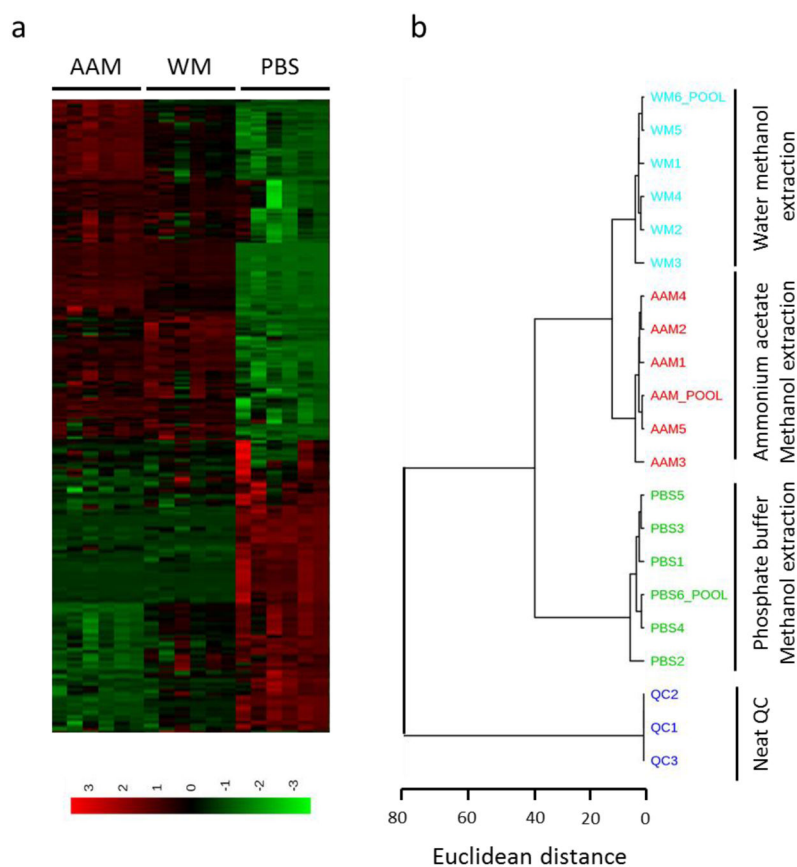 a
AAM WM PBS
3 2 1 0 -1 -2 -3
b
WM6_POOL
WM5
WM1
WM4
WM2
WM3
AAM4
AAM2
AAM1
AAM_POOL
AAM5
AAM3
PBS5
PBS3
PBS1
PBS6_POOL
PBS4
PBS2
QC2
QC1
QC3
Water methanol
extraction
Ammonium acetate
Methanol extraction
Phosphate buffer
Methanol extraction
Neat QC
80 60 40 20 0
Euclidean distance